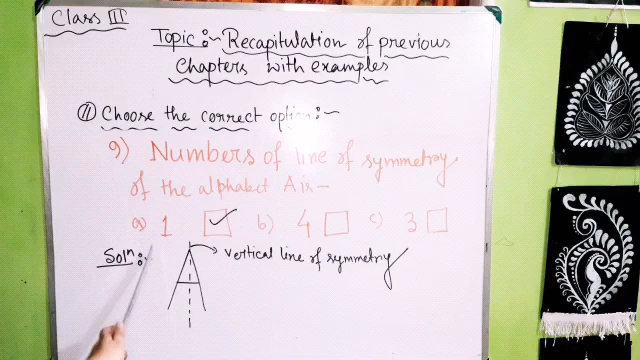 Class III
Topic:~ Recapitulation of previous
Chapters with examples
II Choose the correct option:~
9) Numbers of line of symmetry
of the alphabet A is-
a) 1 b) 4 c) 3
Solⁿ:-
vertical line of symmetry